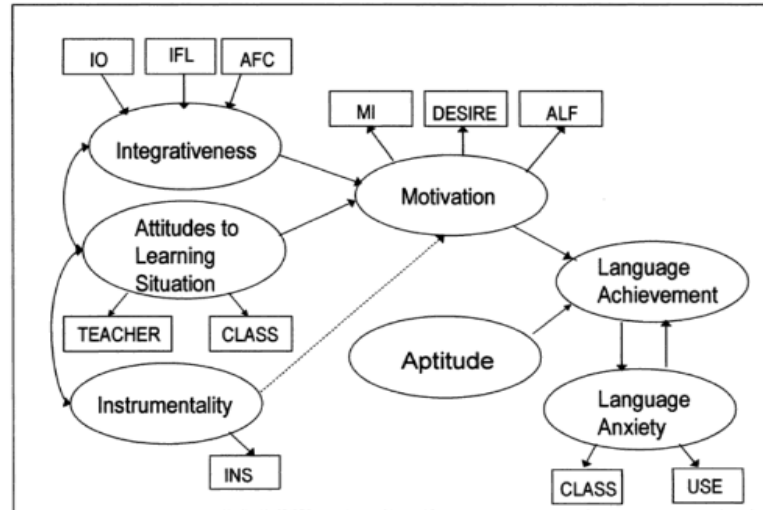 IO
IFL
AFC
MI
DESIRE
ALF
Integrativeness
Motivation
Attitudes to
Learning
Situation
Language
Achievement
TEACHER
CLASS
Aptitude
Instrumentality
Language
Anxiety
INS
CLASS
USE